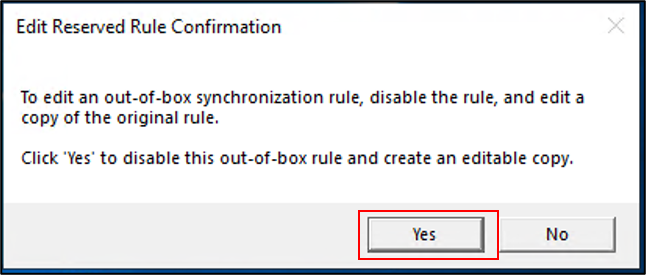 Edit Reserved Rule Confirmation
To edit an out-of-box synchronization rule, disable the rule, and edit a
copy of the original rule.
Click 'Yes' to disable this out-of-box rule and create an editable copy.
Yes
No